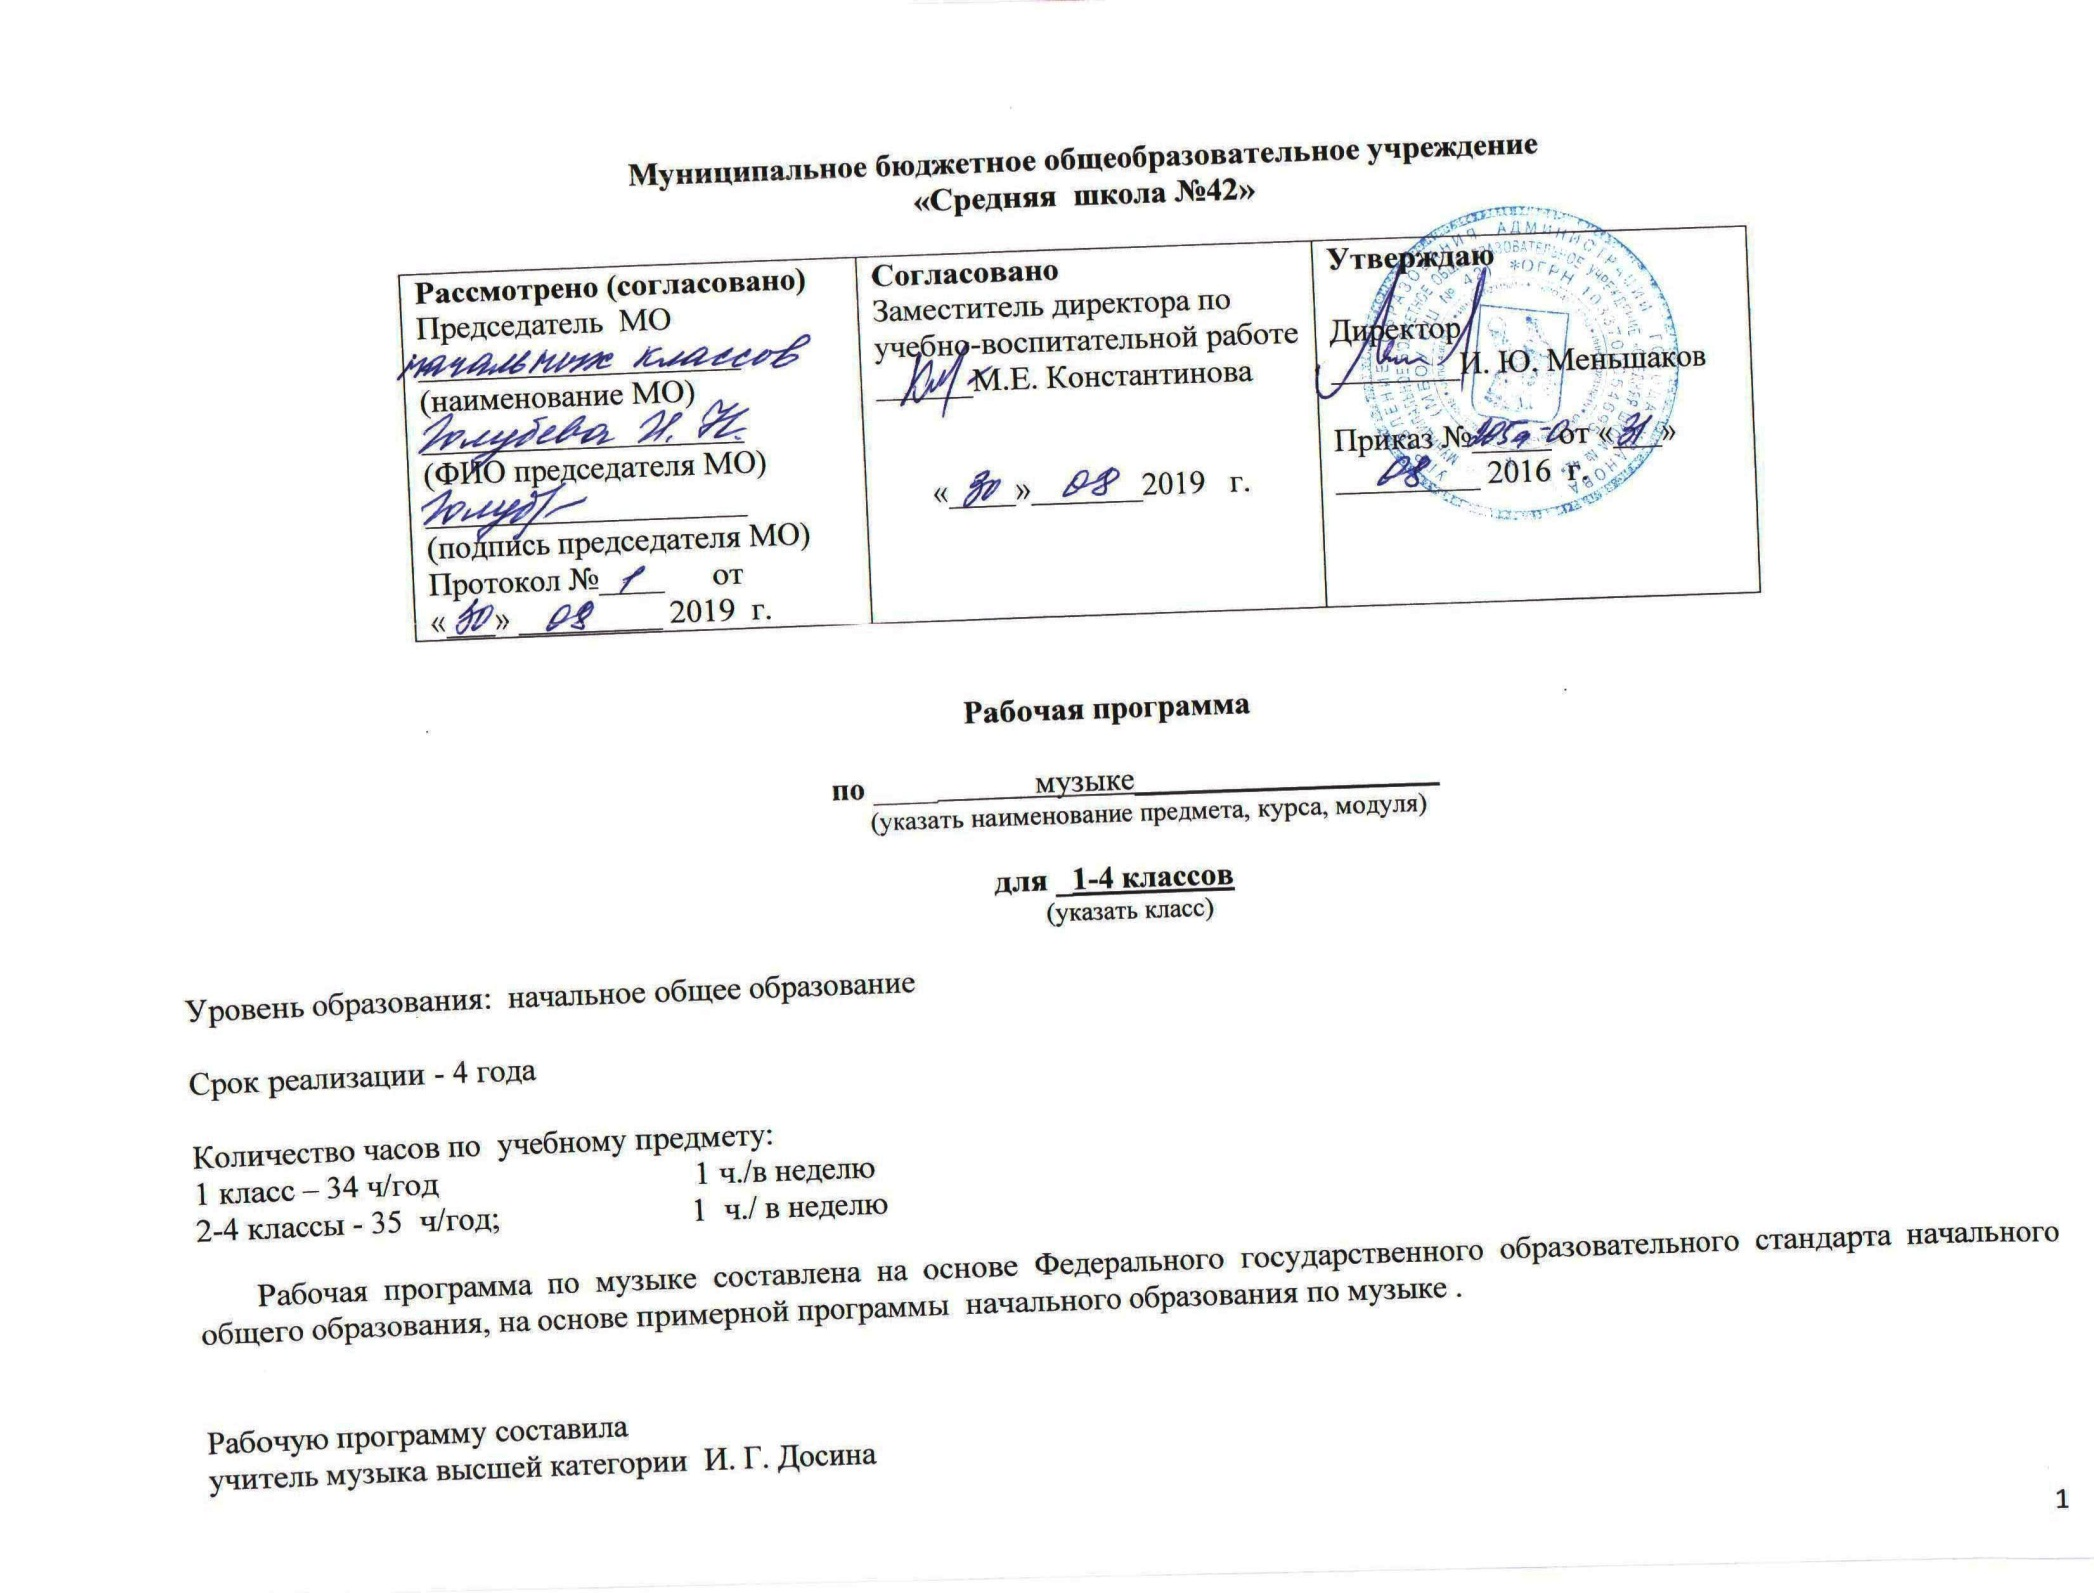 Муниципальное бюджетное общеобразовательное учреждение
«Средняя школа №42»
Рассмотрено (согласовано)
Председатель МО
начальных классов
(наименование МО)
Голубева Н. Н.
(ФИО председателя МО)
Голуб
(подпись председателя МО)
Протокол № 1 от
«30» 08 2019 г.
Согласовано
Заместитель директора по
учебно-воспитательной работе
М.Е. Константинова
«30» 08 2019 г.
Утверждаю
Директор
И. Ю. Меньшаков
Приказ № от «31»
08 2016 г.
Рабочая программа
по музыке
(указать наименование предмета, курса, модуля)
для 1-4 классов
(указать класс)
Уровень образования: начальное общее образование
Срок реализации - 4 года
Количество часов по учебному предмету:
1 класс – 34 ч/год 1 ч./в неделю
2-4 классы - 35 ч/год; 1 ч./ в неделю
Рабочая программа по музыке составлена на основе Федерального государственного образовательного стандарта начального
общего образования, на основе примерной программы начального образования по музыке .
Рабочую программу составила
учитель музыка высшей категории И. Г. Досина
1